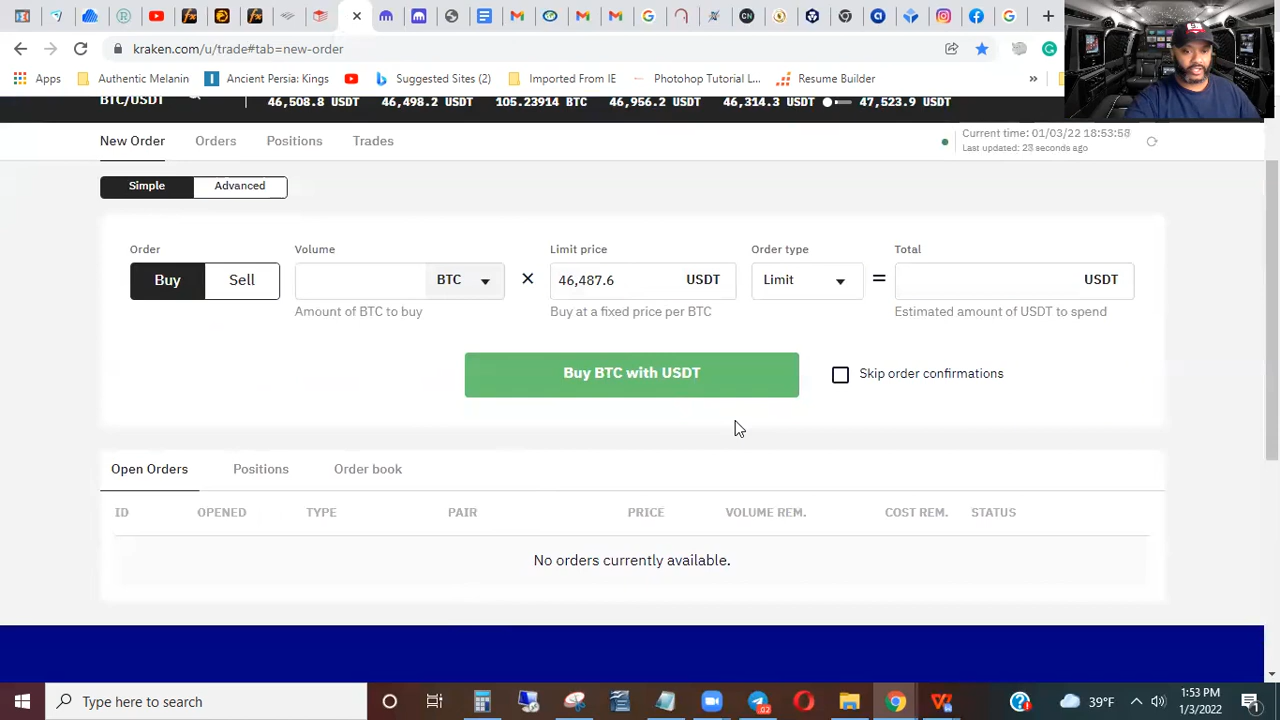 kraken.com/u/trade#tab=new-order
Apps Authentic Melanin Ancient Persia: Kings Suggested Sites (2) Imported From IE Photohop Tutorial L... Resume Builder »
BTC/USDT 46,508.8 USDT 46,498.2 USDT 105.23914 BTC 46,956.2 USDT 46,314.3 USDT 47,523.9 USDT
New Order Orders Positions Trades
Current time: 01/03/22 18:53:58
Last updated: 23 seconds ago
Simple Advanced
Order Volume Limit price Order type Total
Buy Sell BTC × 46,487.6 USDT Limit = USDT
Amount of BTC to buy Buy at a fixed price per BTC Estimated amount of USDT to spend
Buy BTC with USDT Skip order confirmations
Open Orders Positions Order book
ID OPENED TYPE PAIR PRICE VOLUME REM. COST REM. STATUS
No orders currently available.
Type here to search 39°F 1:53 PM
1/3/2022